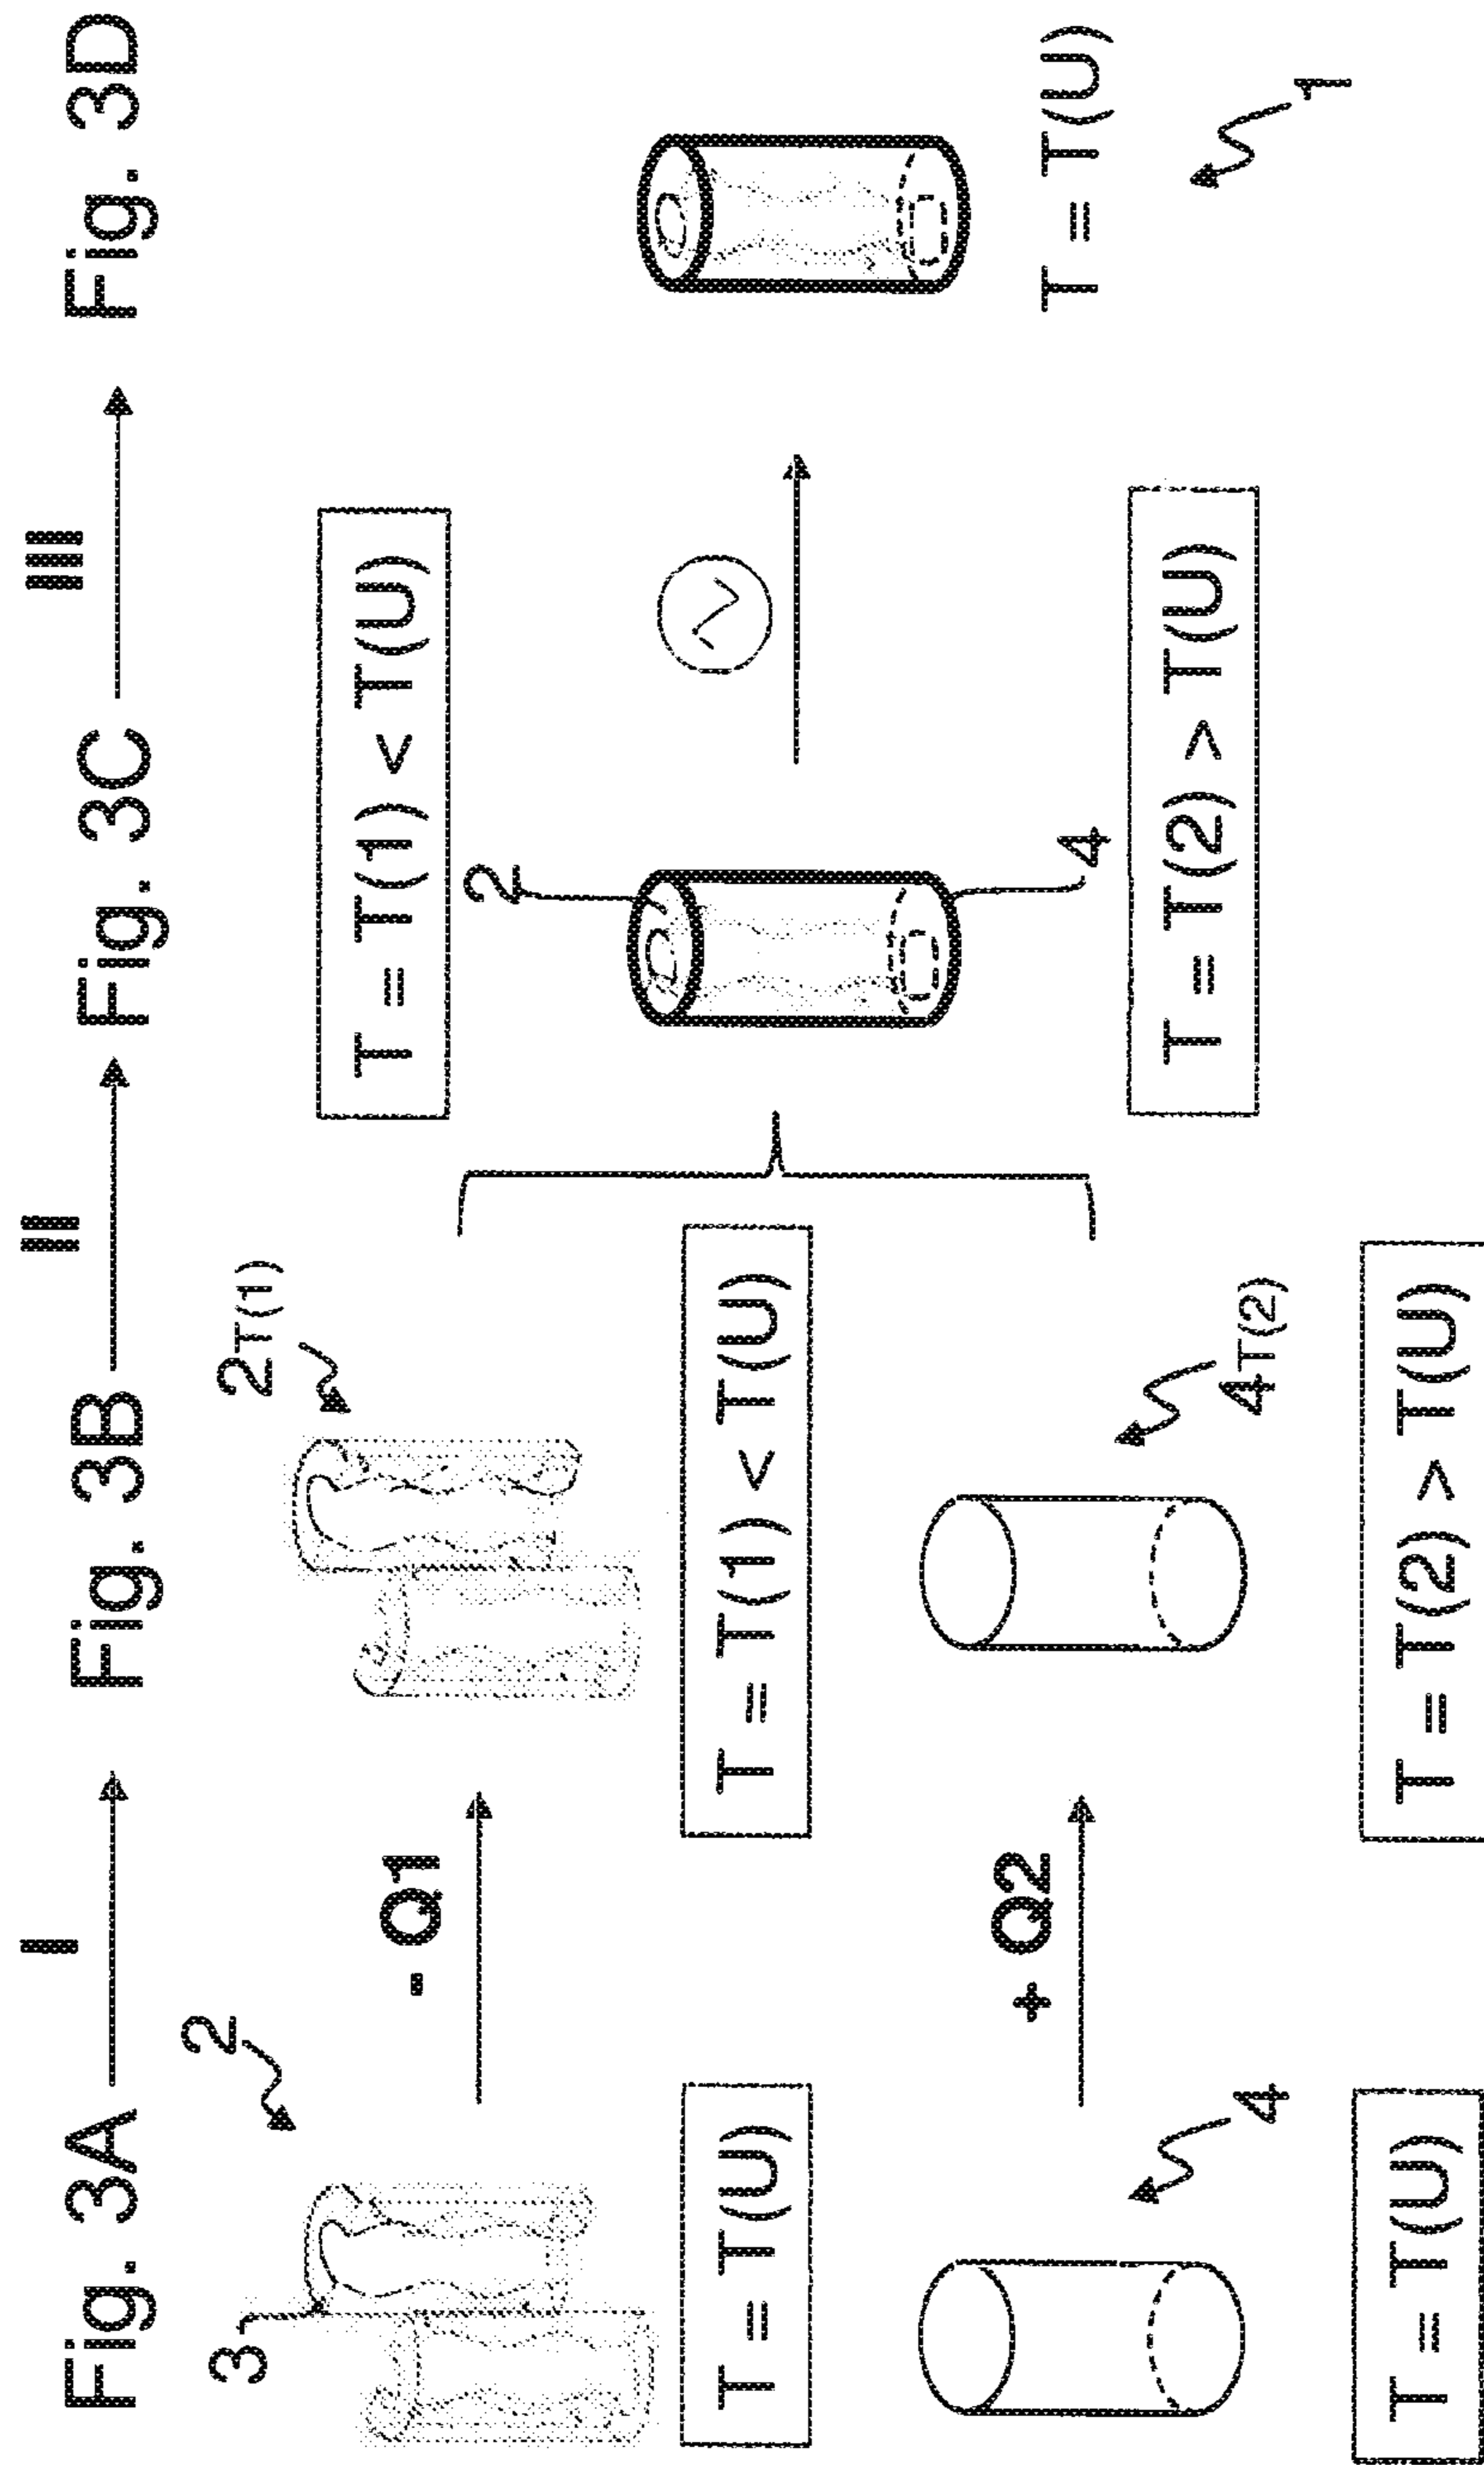 Fig. 3A
I
Fig. 3B
II
Fig. 3C
III
Fig. 3D
3
2
- Q1
2T(1)
T = T(U)
T = T(1) < T(U)
4
+ Q2
4T(2)
T = T(U)
T = T(2) > T(U)
T = T(1) < T(U)
2
4
T = T(2) > T(U)
T = T(U)
1